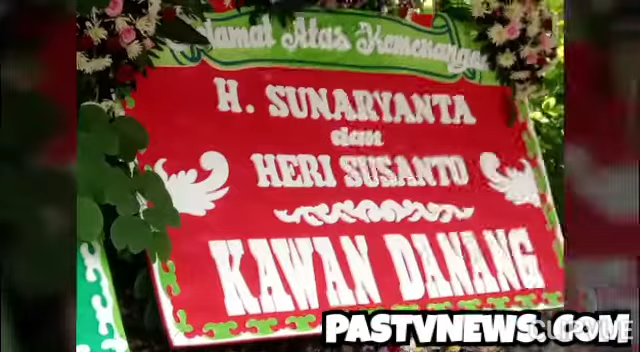 Selamat Atas Kemenangan
H. SUNARYANTA
dan
HERI SUSANTO
KAWAN DANANG
PASTVNEWS.COM